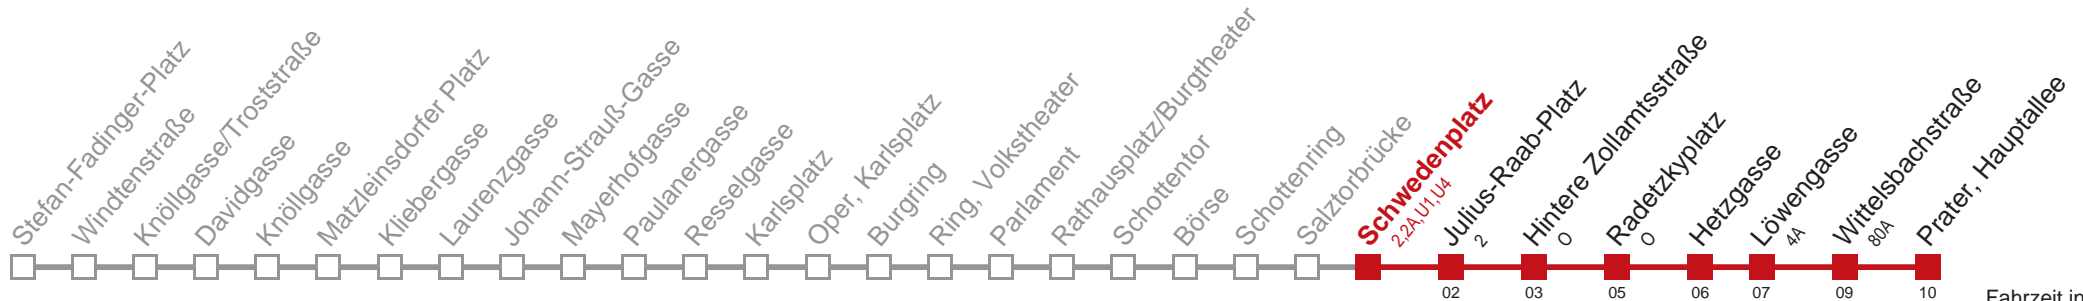 Stefan-Fadinger-Platz
Windtenstraße
Knöllgasse/Troststraße
Davidgasse
Knöllgasse
Matzleinsdorfer Platz
Kliebergasse
Laurenzgasse
Johann-Strauß-Gasse
Mayerhofgasse
Paulanergasse
Resselgasse
Karlsplatz
Oper, Karlsplatz
Burgring
Ring, Volkstheater
Parlament
Rathausplatz/Burgtheater
Schottentor
Börse
Schottenring
Salztorbrücke
Schwedenplatz
2,2A,U1,U4
Julius-Raab-Platz
2
Hintere Zollamtsstraße
O
Radetzkyplatz
O
Hetzgasse
Löwengasse
4A
Wittelsbachstraße
80A
Prater, Hauptallee
02 03 05 06 07 09 10
Fahrzeit in